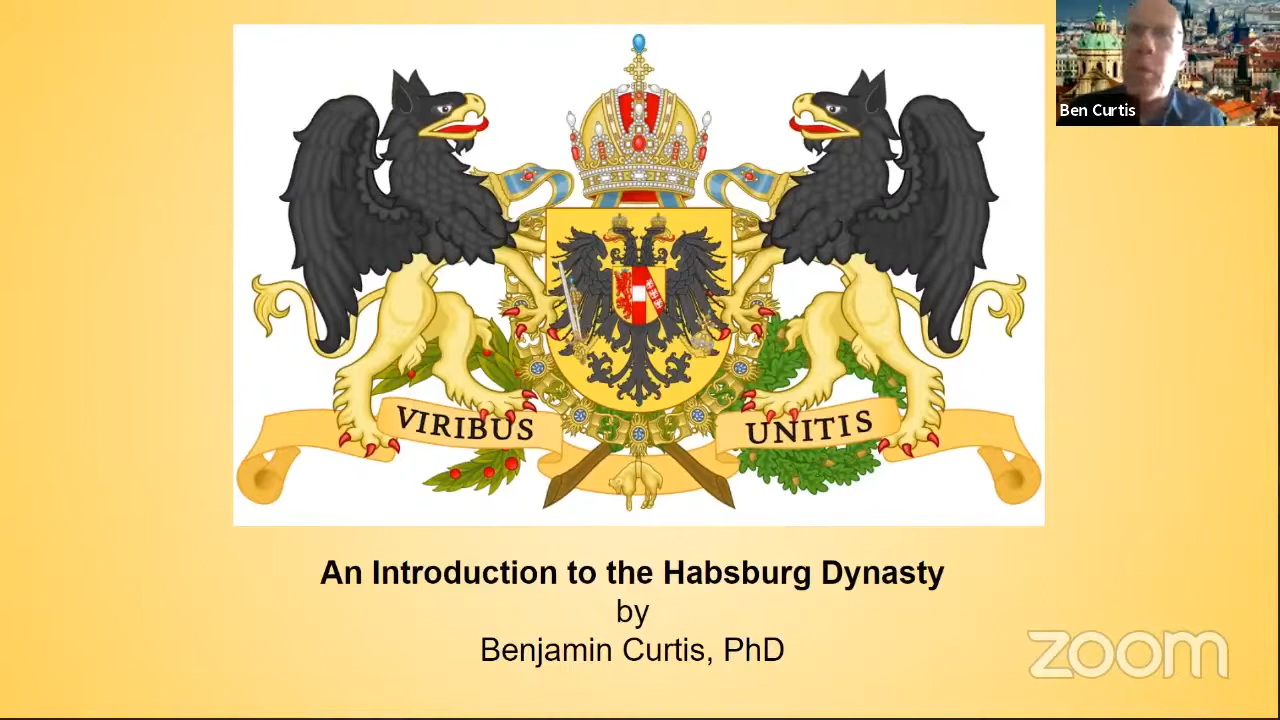 Ben Curtis
VIRIBUS UNITIS
An Introduction to the Habsburg Dynasty
by
Benjamin Curtis, PhD
zoom